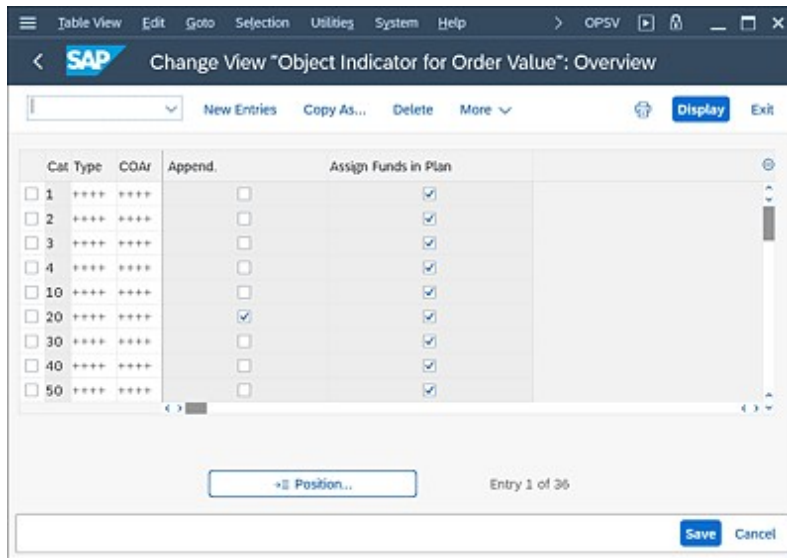 Table View Edit Goto Selection Utilities System Help OPSV
SAP Change View "Object Indicator for Order Value": Overview
New Entries Copy As... Delete More Display Exit
Cat Type COAr Append. Assign Funds in Plan
1 ++++ ++++
2 ++++ ++++
3 ++++ ++++
4 ++++ ++++
10 ++++ ++++
20 ++++ ++++
30 ++++ ++++
40 ++++ ++++
50 ++++ ++++
Position... Entry 1 of 36
Save Cancel